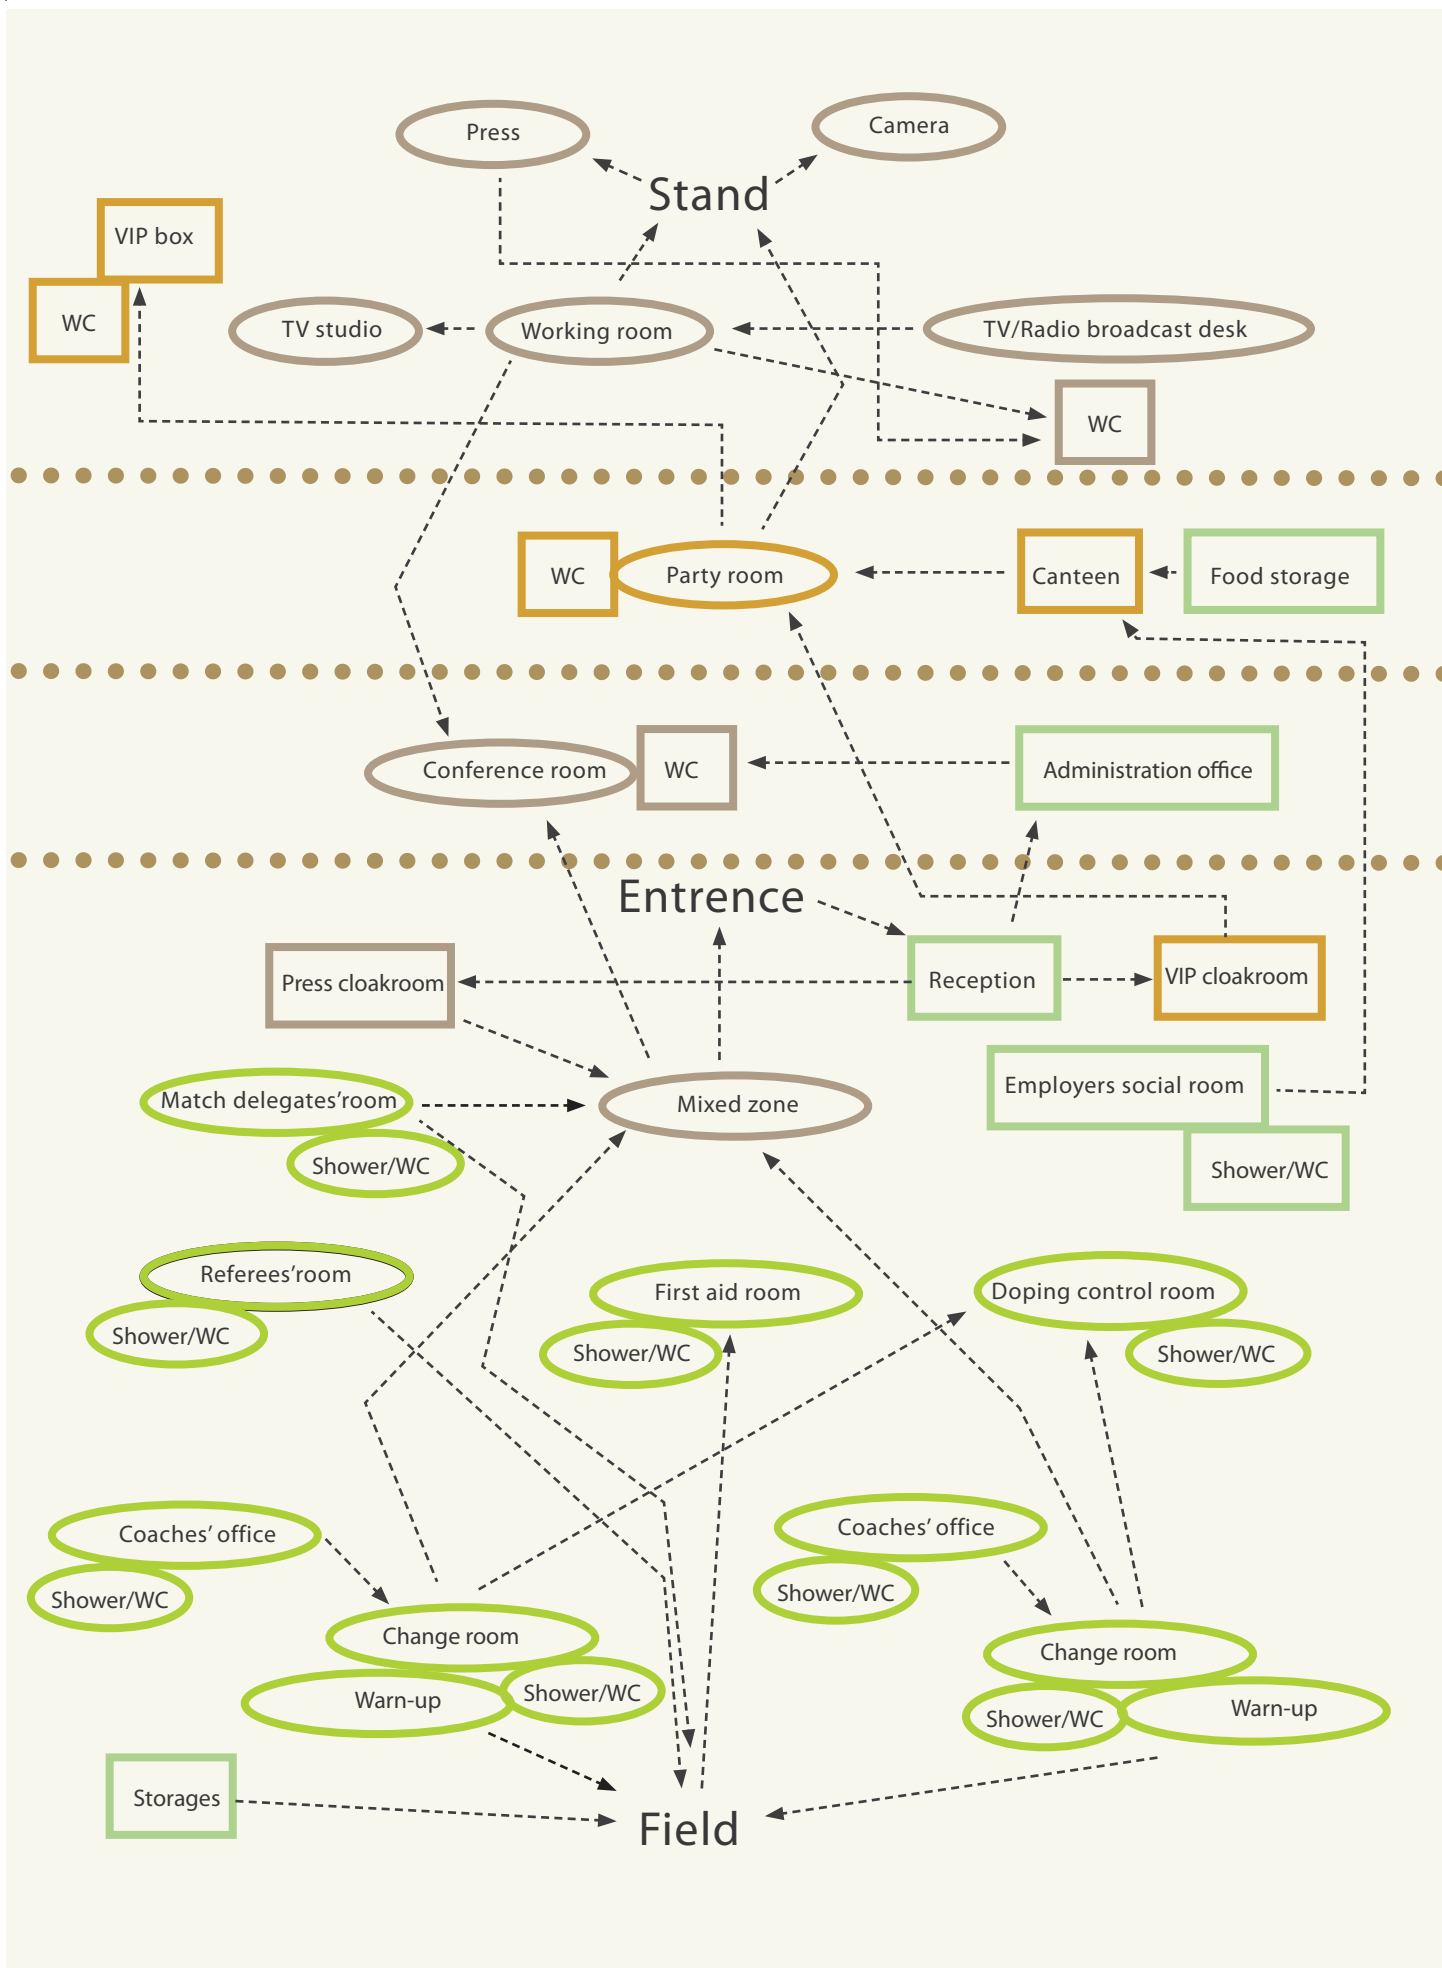 Press
Camera
Stand
VIP box
WC
TV studio
Working room
TV/Radio broadcast desk
WC
WC
Party room
Canteen
Food storage
Conference room
WC
Administration office
Entrence
Press cloakroom
Reception
VIP cloakroom
Match delegates'room
Mixed zone
Employers social room
Shower/WC
Shower/WC
Referees'room
First aid room
Doping control room
Shower/WC
Shower/WC
Shower/WC
Coaches' office
Coaches' office
Shower/WC
Shower/WC
Change room
Change room
Warn-up
Shower/WC
Shower/WC
Warn-up
Storages
Field